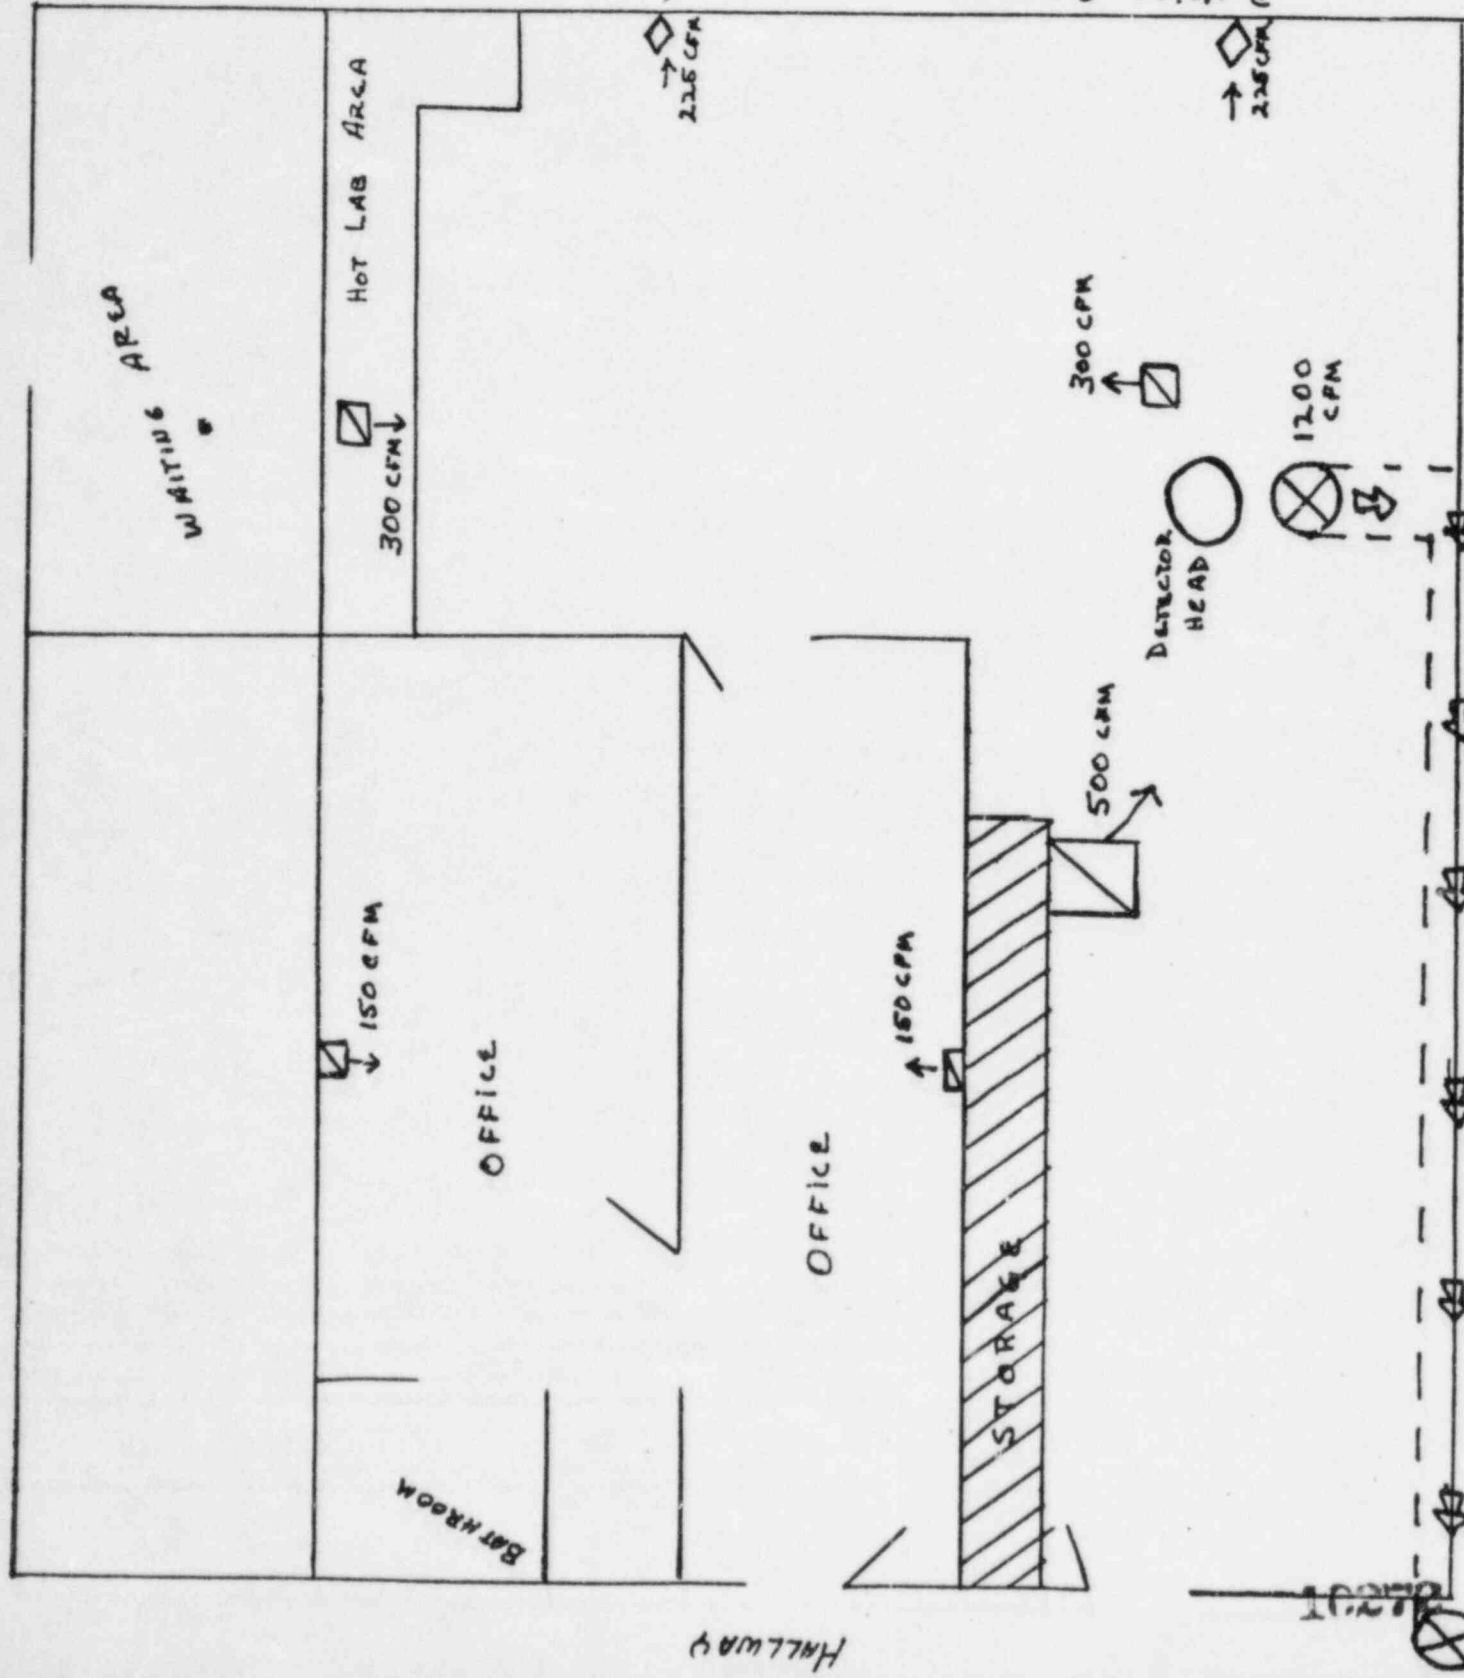 WAITING AREA
HOT LAB AREA
300 CFM
225 CFM
225 CFM
300 CFM
1200
CFM
DETECTOR
HEAD
500 CFM
150 CFM
OFFICE
150 CFM
OFFICE
STORAGE
BATHROOM
HALLWAY